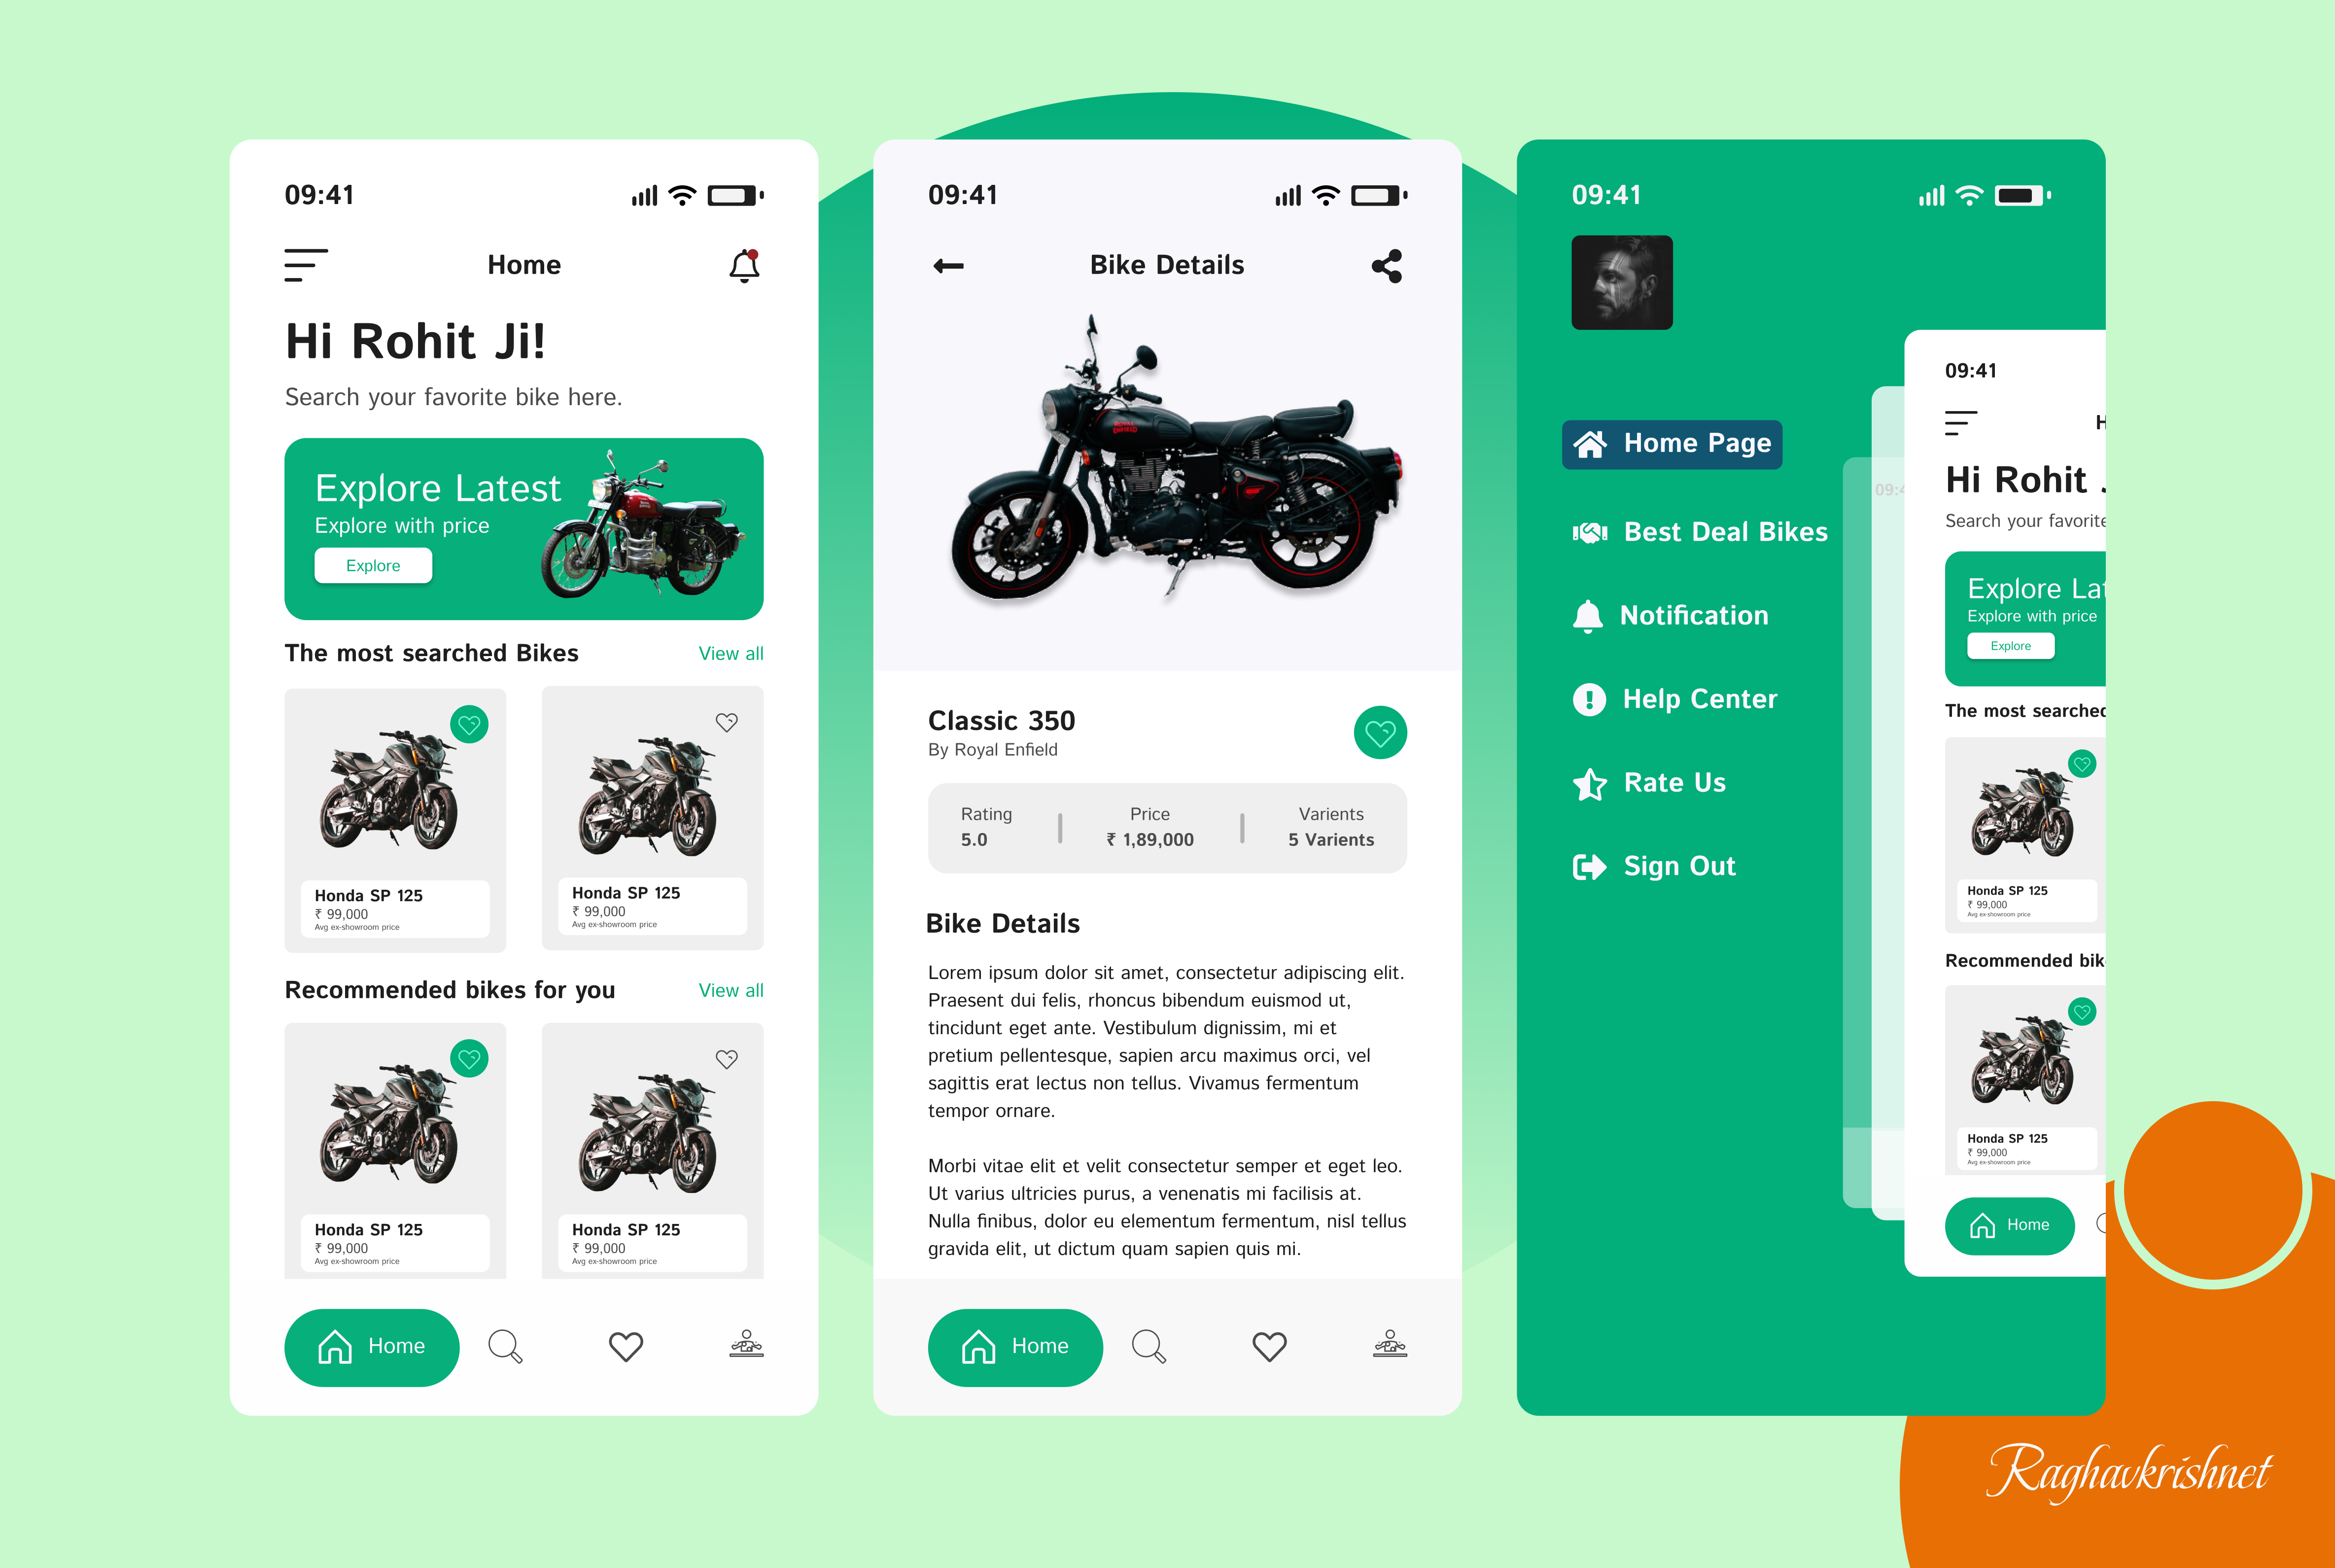 09:41
Home
Hi Rohit Ji!
Search your favorite bike here.
Explore Latest
Explore with price
Explore
The most searched Bikes View all
Honda SP 125
₹ 99,000
Avg ex-showroom price
Honda SP 125
₹ 99,000
Avg ex-showroom price
Recommended bikes for you View all
Honda SP 125
₹ 99,000
Avg ex-showroom price
Honda SP 125
₹ 99,000
Avg ex-showroom price
Home
09:41
Bike Details
ROYAL
ENFIELD
Classic 350
By Royal Enfield
Rating Price Varients
5.0 ₹ 1,89,000 5 Varients
Bike Details
Lorem ipsum dolor sit amet, consectetur adipiscing elit.
Praesent dui felis, rhoncus bibendum euismod ut,
tincidunt eget ante. Vestibulum dignissim, mi et
pretium pellentesque, sapien arcu maximus orci, vel
sagittis erat lectus non tellus. Vivamus fermentum
tempor ornare.
Morbi vitae elit et velit consectetur semper et eget leo.
Ut varius ultricies purus, a venenatis mi facilisis at.
Nulla finibus, dolor eu elementum fermentum, nisl tellus
gravida elit, ut dictum quam sapien quis mi.
Home
09:41
Home Page
Best Deal Bikes
Notification
Help Center
Rate Us
Sign Out
09:4
09:41
H
Hi Rohit
Search your favorite
Explore Lat
Explore with price
Explore
The most searched
Honda SP 125
₹ 99,000
Avg ex-showroom price
Recommended bik
Honda SP 125
₹ 99,000
Avg ex-showroom price
Home
Raghavkrishnet